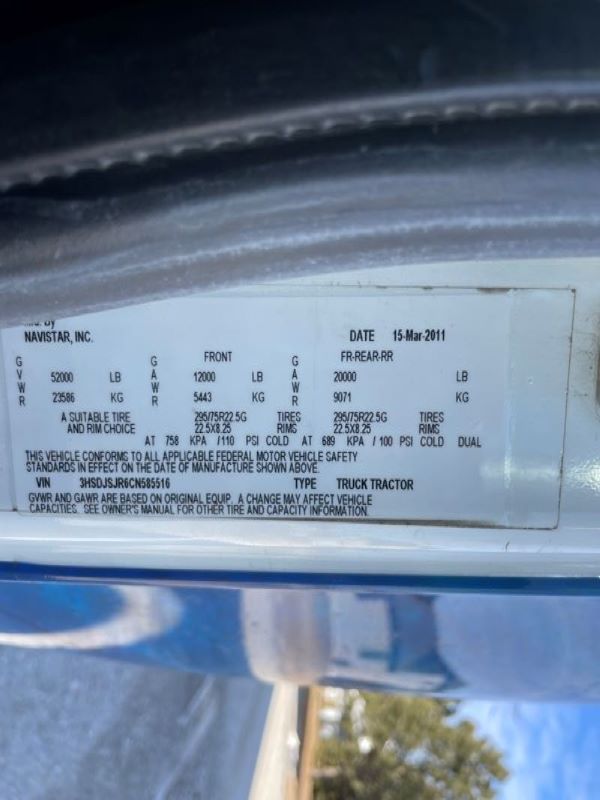 Mfd. By
NAVISTAR, INC. DATE 15-Mar-2011
GVWR GAWR FRONT GAWR FR-REAR-RR
52000 LB 12000 LB 20000 LB
23586 KG 5443 KG 9071 KG
A SUITABLE TIRE 295/75R22.5G TIRES 295/75R22.5G TIRES
AND RIM CHOICE 22.5X8.25 RIMS 22.5X8.25 RIMS
AT 758 KPA /110 PSI COLD AT 689 KPA / 100 PSI COLD DUAL
THIS VEHICLE CONFORMS TO ALL APPLICABLE FEDERAL MOTOR VEHICLE SAFETY
STANDARDS IN EFFECT ON THE DATE OF MANUFACTURE SHOWN ABOVE.
VIN 3HSDJSJR6CN585516 TYPE TRUCK TRACTOR
GVWR AND GAWR ARE BASED ON ORIGINAL EQUIP. A CHANGE MAY AFFECT VEHICLE
CAPACITIES. SEE OWNER'S MANUAL FOR OTHER TIRE AND CAPACITY INFORMATION.